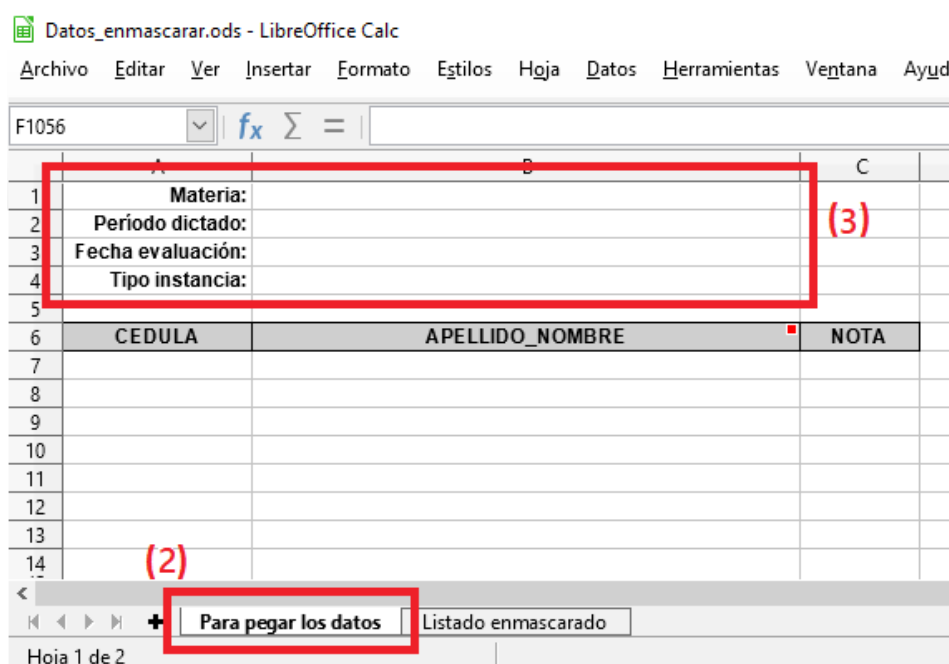 Datos_enmascarar.ods - LibreOffice Calc
Archivo Editar Ver Insertar Formato Estilos Hoja Datos Herramientas Ventana Ayud
F1056 fx Σ =
A B C
1 Materia:
2 Período dictado: (3)
3 Fecha evaluación:
4 Tipo instancia:
5
6 CEDULA APELLIDO_NOMBRE NOTA
7
8
9
10
11
12
13
14 (2)
Para pegar los datos Listado enmascarado
Hoja 1 de 2